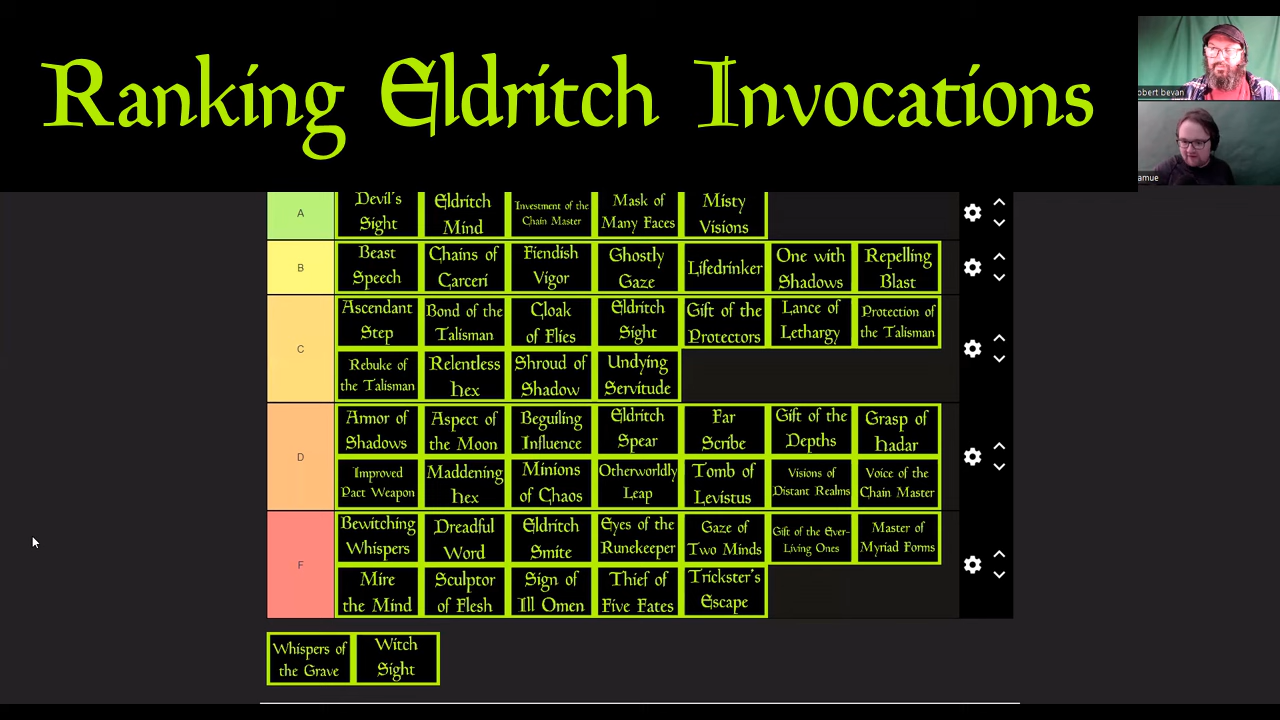 Ranking Eldritch Invocations
obert bevan
amue
A
Devil's Sight
Eldritch Mind
Investment of the Chain Master
Mask of Many Faces
Misty Visions
B
Beast Speech
Chains of Carceri
Fiendish Vigor
Ghostly Gaze
Lifedrinker
One with Shadows
Repelling Blast
C
Ascendant Step
Bond of the Talisman
Cloak of Flies
Eldritch Sight
Gift of the Protectors
Lance of Lethargy
Protection of the Talisman
Rebuke of the Talisman
Relentless hex
Shroud of Shadow
Undying Servitude
D
Armor of Shadows
Aspect of the Moon
Beguiling Influence
Eldritch Spear
Far Scribe
Gift of the Depths
Grasp of hadar
Improved Pact Weapon
Maddening hex
Minions of Chaos
Otherworldly Leap
Tomb of Levistus
Visions of Distant Realms
Voice of the Chain Master
F
Bewitching Whispers
Dreadful Word
Eldritch Smite
Eyes of the Runekeeper
Gaze of Two Minds
Gift of the Ever-Living Ones
Master of Myriad Forms
Mire the Mind
Sculptor of Flesh
Sign of Ill Omen
Thief of Five Fates
Trickster's Escape
Whispers of the Grave
Witch Sight